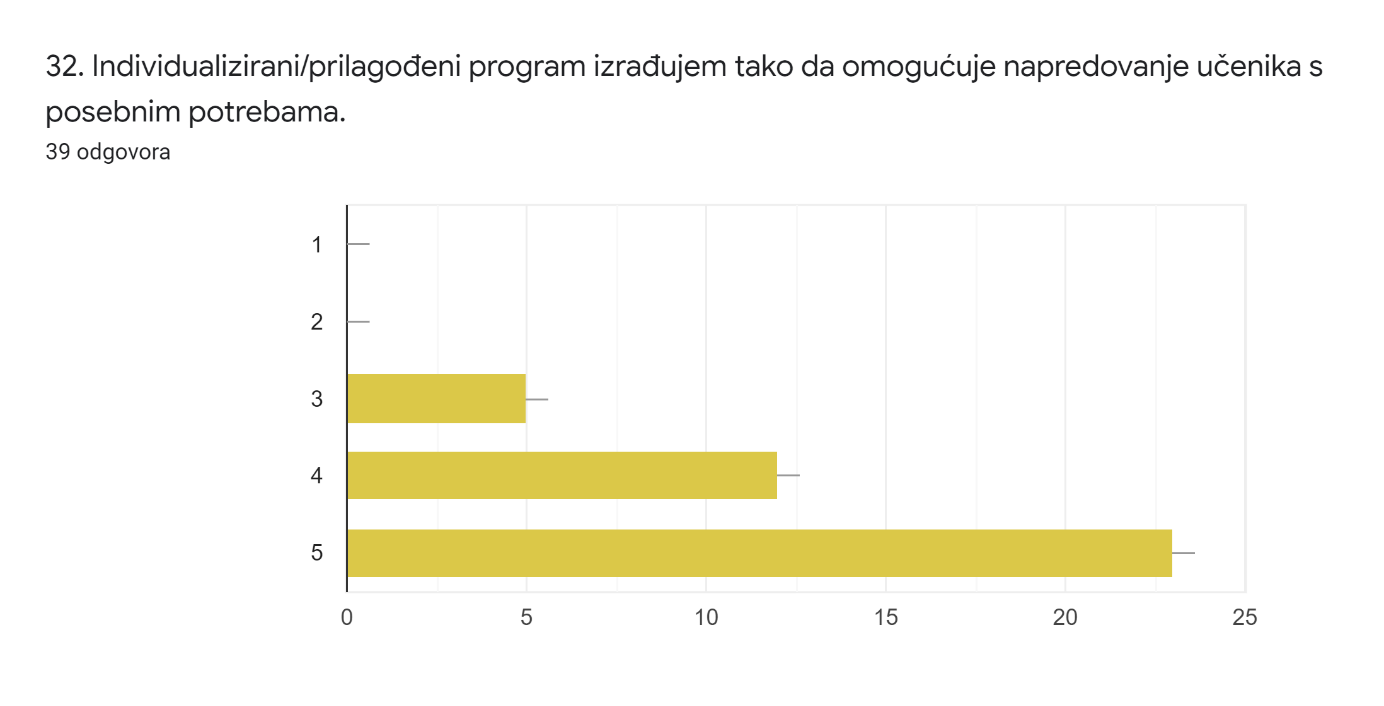 32. Individualizirani/prilagođeni program izrađujem tako da omogućuje napredovanje učenika s
posebnim potrebama.
39 odgovora
1
2
3
4
5
0 5 10 15 20 25